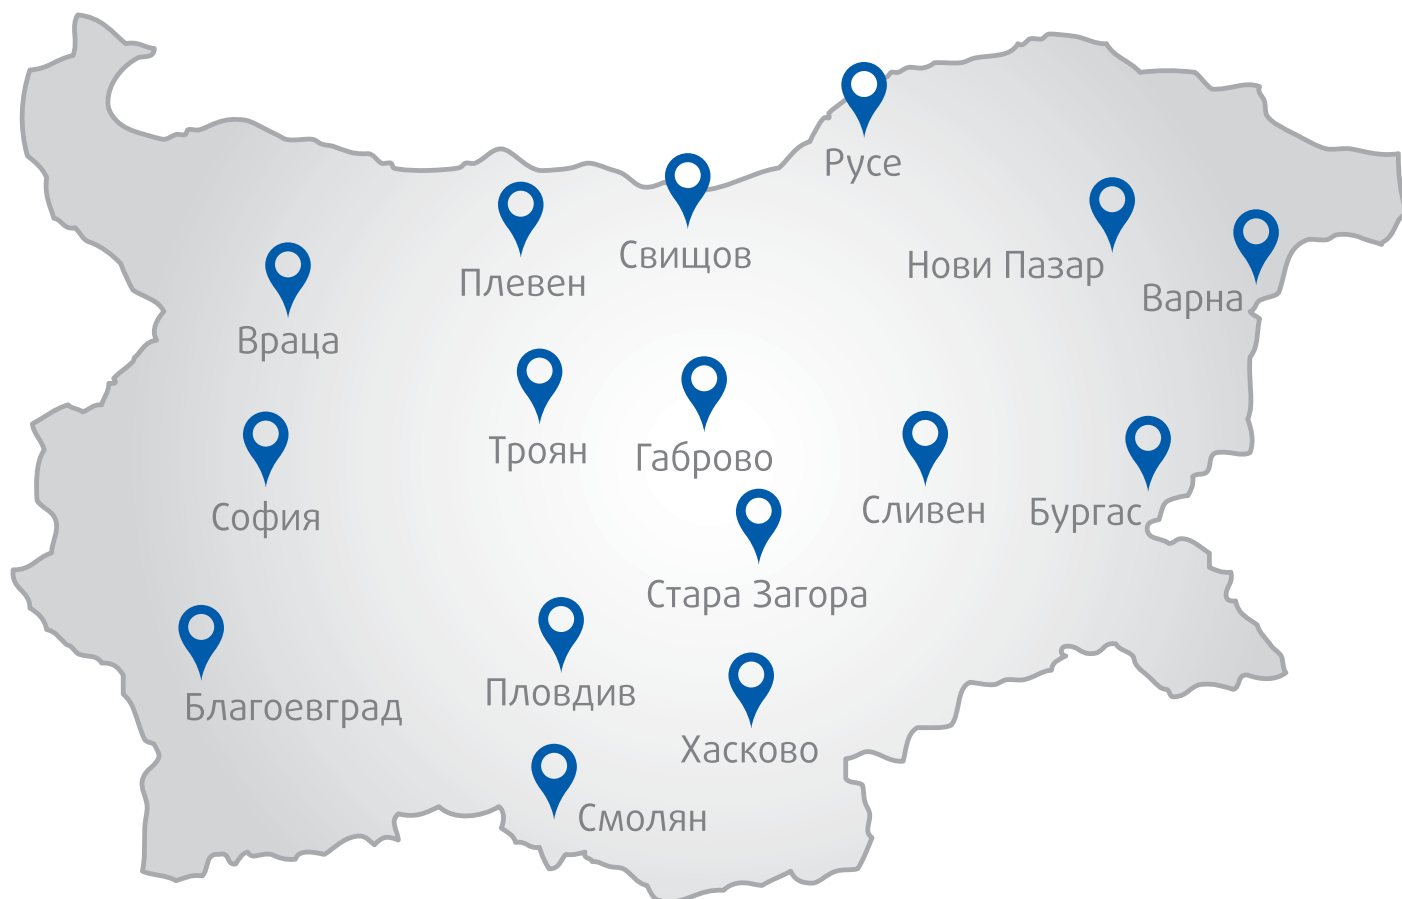 Русе
Свищов
Плевен
Нови Пазар
Варна
Враца
Троян
Габрово
София
Сливен
Бургас
Стара Загора
Благоевград
Пловдив
Хасково
Смолян